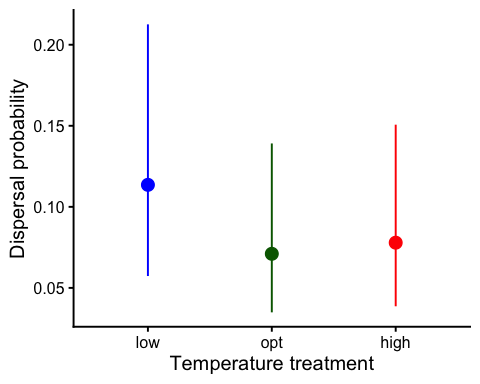 Dispersal probability
0.20
0.15
0.10
0.05
low opt high
Temperature treatment